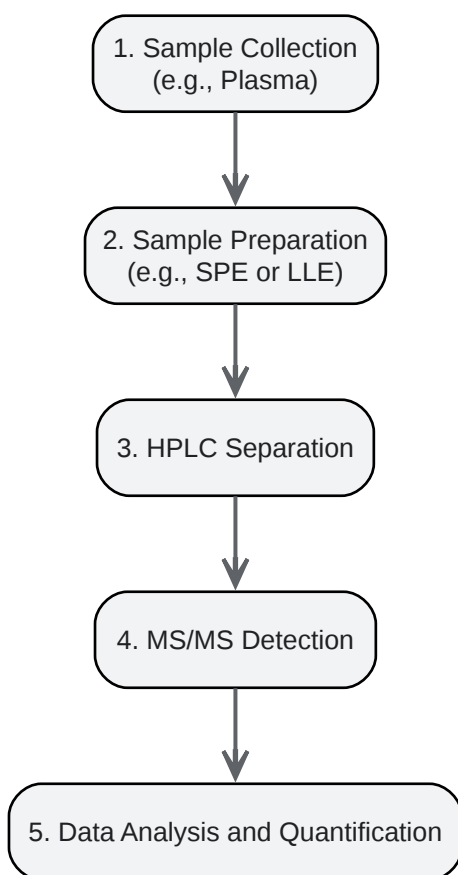 1. Sample Collection
(e.g., Plasma)
2. Sample Preparation
(e.g., SPE or LLE)
3. HPLC Separation
4. MS/MS Detection
5. Data Analysis and Quantification